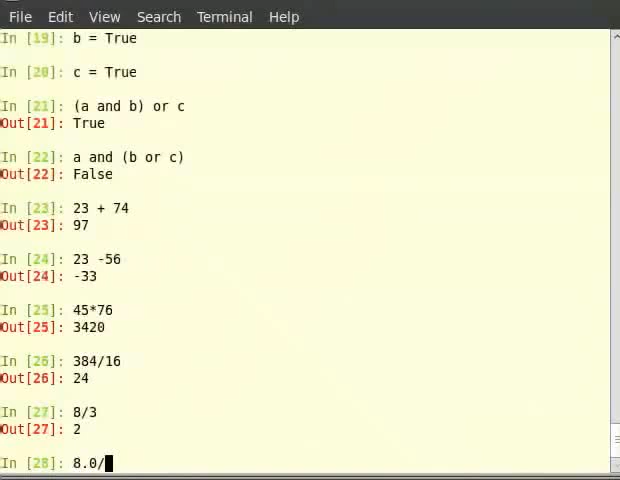 File Edit View Search Terminal Help
In [19]: b = True
In [20]: c = True
In [21]: (a and b) or c
Out[21]: True
In [22]: a and (b or c)
Out[22]: False
In [23]: 23 + 74
Out[23]: 97
In [24]: 23 -56
Out[24]: -33
In [25]: 45*76
Out[25]: 3420
In [26]: 384/16
Out[26]: 24
In [27]: 8/3
Out[27]: 2
In [28]: 8.0/